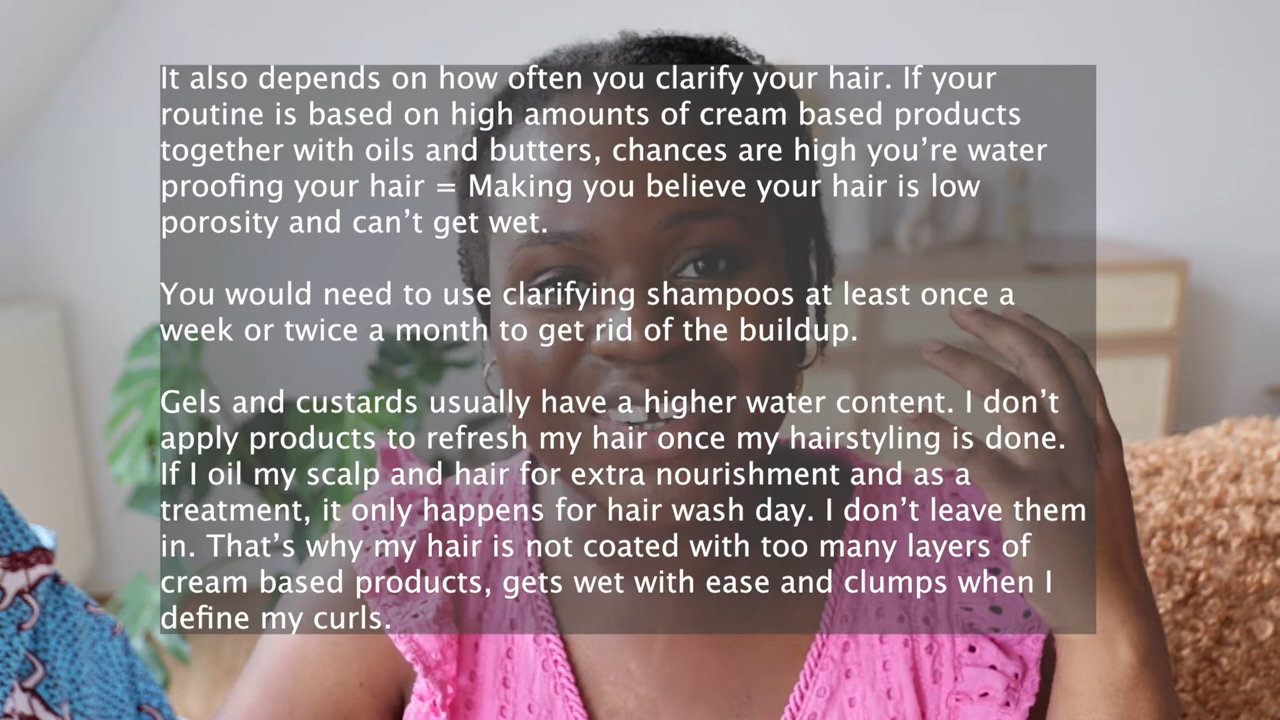 It also depends on how often you clarify your hair. If your
routine is based on high amounts of cream based products
together with oils and butters, chances are high you’re water
proofing your hair = Making you believe your hair is low
porosity and can’t get wet.
You would need to use clarifying shampoos at least once a
week or twice a month to get rid of the buildup.
Gels and custards usually have a higher water content. I don’t
apply products to refresh my hair once my hairstyling is done.
If I oil my scalp and hair for extra nourishment and as a
treatment, it only happens for hair wash day. I don’t leave them
in. That’s why my hair is not coated with too many layers of
cream based products, gets wet with ease and clumps when I
define my curls.